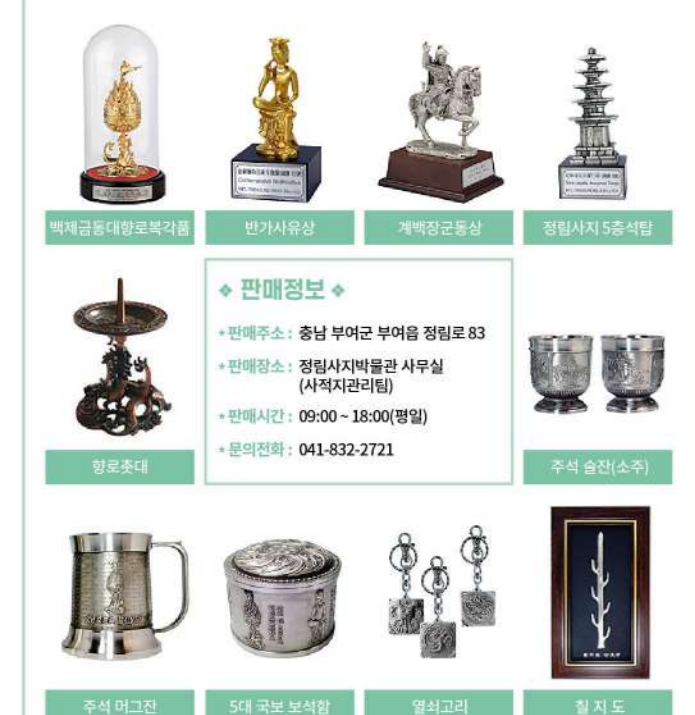 백제금동대향로복각품
반가사유상
계백장군동상
정림사지 5층석탑
❖ 판매정보 ❖
* 판매주소 : 충남 부여군 부여읍 정림로 83
* 판매장소 : 정림사지박물관 사무실
(사적지관리팀)
* 판매시간 : 09:00 ~ 18:00(평일)
* 문의전화 : 041-832-2721
향로촛대
주석 술잔(소주)
주석 머그잔
5대 국보 보석함
열쇠고리
칠 지 도